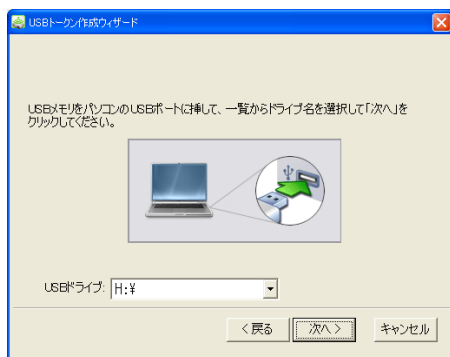 USBトークン作成ウィザード
USBメモリをパソコンのUSBポートに挿して、一覧からドライブ名を選択して「次へ」を
クリックしてください。
USBドライブ: H:¥
< 戻る 次へ > キャンセル